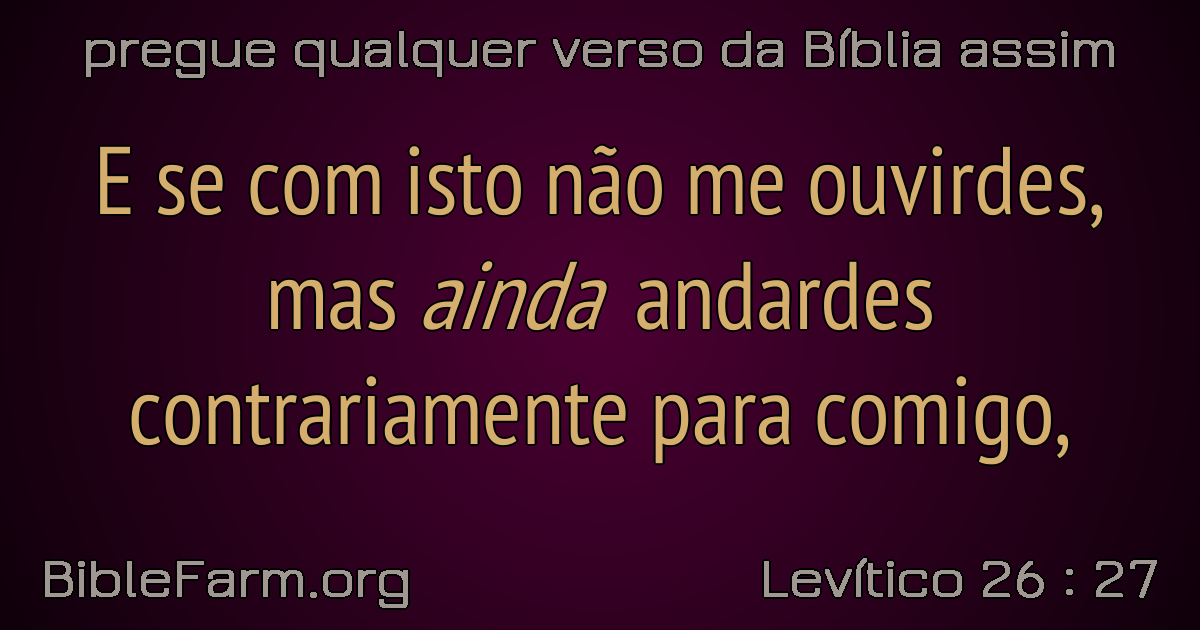 pregue qualquer verso da Bíblia assim
E se com isto não me ouvirdes,
mas ainda andardes
contrariamente para comigo,
BibleFarm.org
Levítico 26 : 27